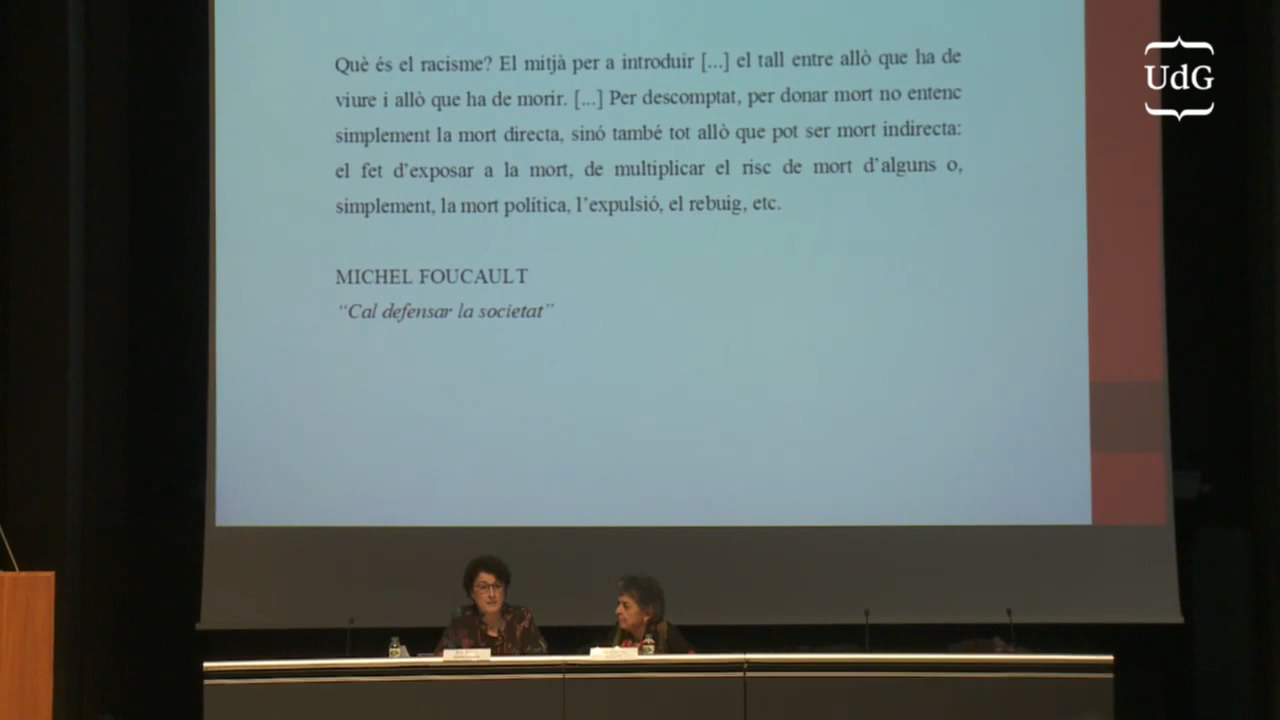 Què és el racisme? El mitjà per a introduir [...] el tall entre allò que ha de
viure i allò que ha de morir. [...] Per descomptat, per donar mort no entenc
simplement la mort directa, sinó també tot allò que pot ser mort indirecta:
el fet d'exposar a la mort, de multiplicar el risc de mort d'alguns o,
simplement, la mort política, l'expulsió, el rebuig, etc.
MICHEL FOUCAULT
“Cal defensar la societat”
UdG